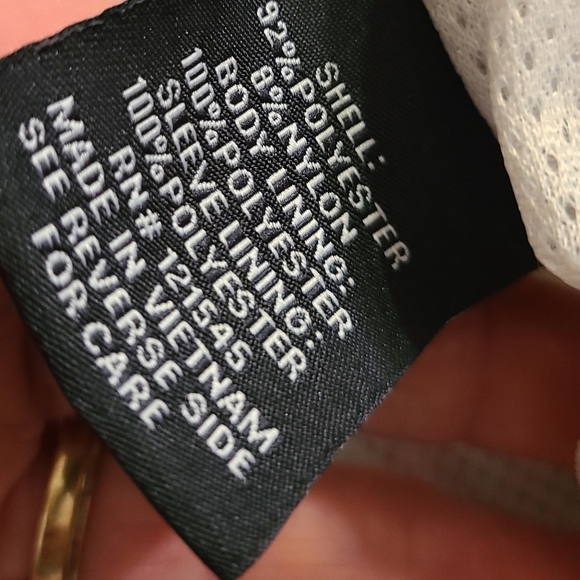 SHELL:
92% POLYESTER
8% NYLON
BODY LINING:
100% POLYESTER
SLEEVE LINING:
100% POLYESTER
RN# 121545
MADE IN VIETNAM
SEE REVERSE SIDE
FOR CARE